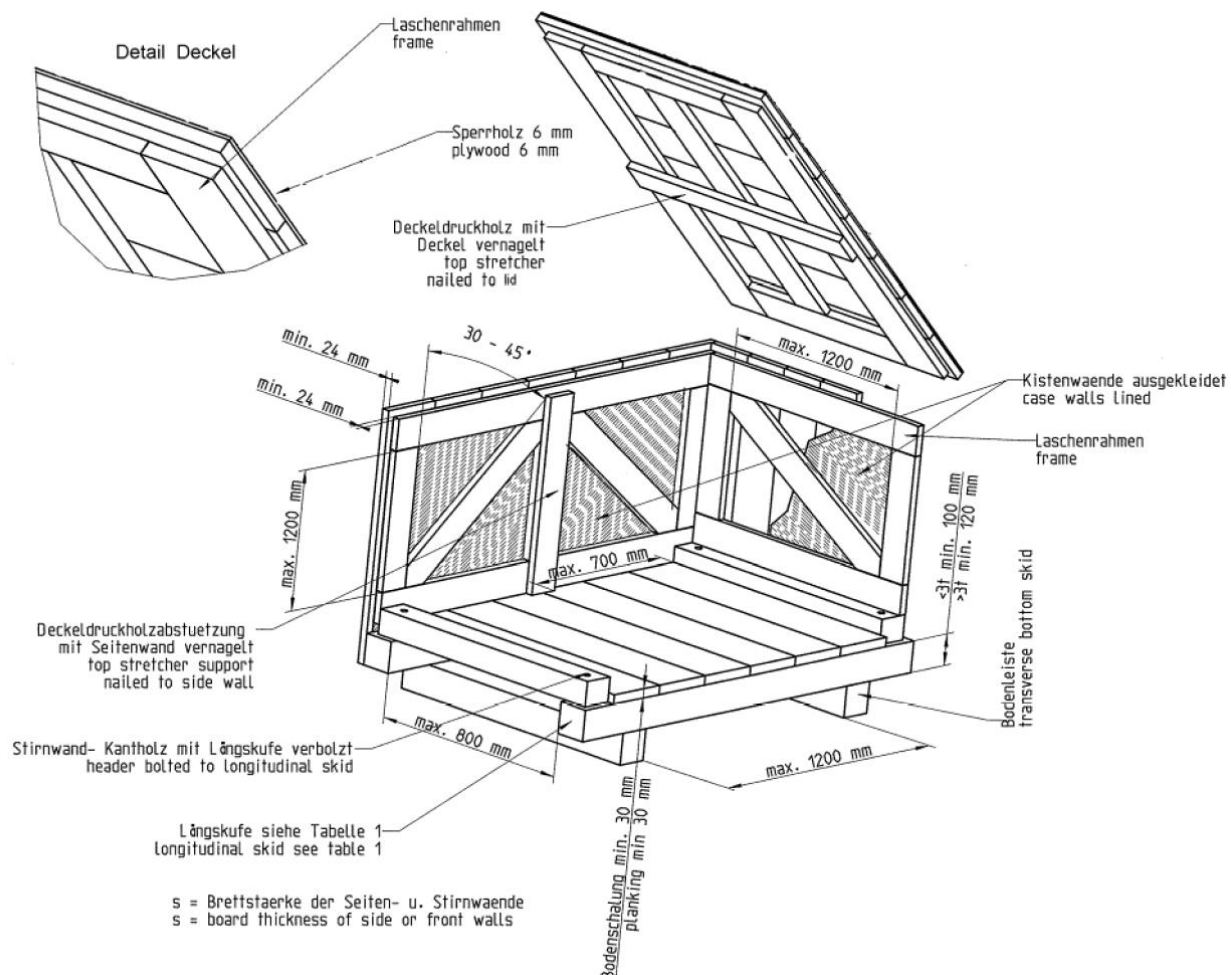 Detail Deckel
Laschenrahmen
frame
Sperrholz 6 mm
plywood 6 mm
Deckeldruckholz mit
Deckel vernagelt
top stretcher
nailed to lid
min. 24 mm
30 - 45°
max. 1200 mm
min. 24 mm
Kistenwaende ausgekleidet
case walls lined
Laschenrahmen
frame
max. 1200 mm
max. 700 mm
<3t min. 100 mm
>3t min. 120 mm
Deckeldruckholzabstuetzung
mit Seitenwand vernagelt
top stretcher support
nailed to side wall
Bodenleiste
transverse bottom skid
max. 800 mm
max. 1200 mm
Stirnwand- Kantholz mit Långskufe verbolzt
header bolted to longitudinal skid
Bodenschalung min. 30 mm
planking min 30 mm
Långskufe siehe Tabelle 1
longitudinal skid see table 1
s = Brettstaerke der Seiten- u. Stirnwaende
s = board thickness of side or front walls